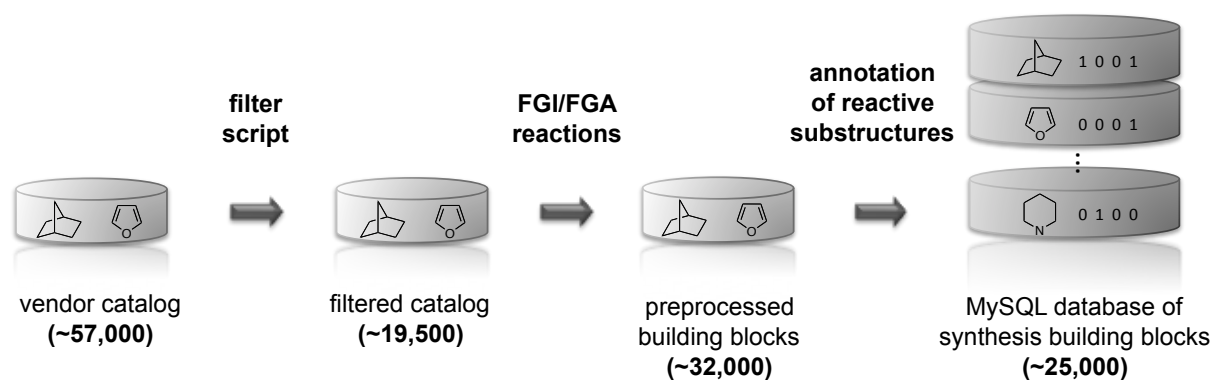 filter
script
FGI/FGA
reactions
annotation
of reactive
substructures
1 0 0 1
O
0 0 0 1
N
0 1 0 0
O
O
O
vendor catalog
(~57,000)
filtered catalog
(~19,500)
preprocessed
building blocks
(~32,000)
MySQL database of
synthesis building blocks
(~25,000)